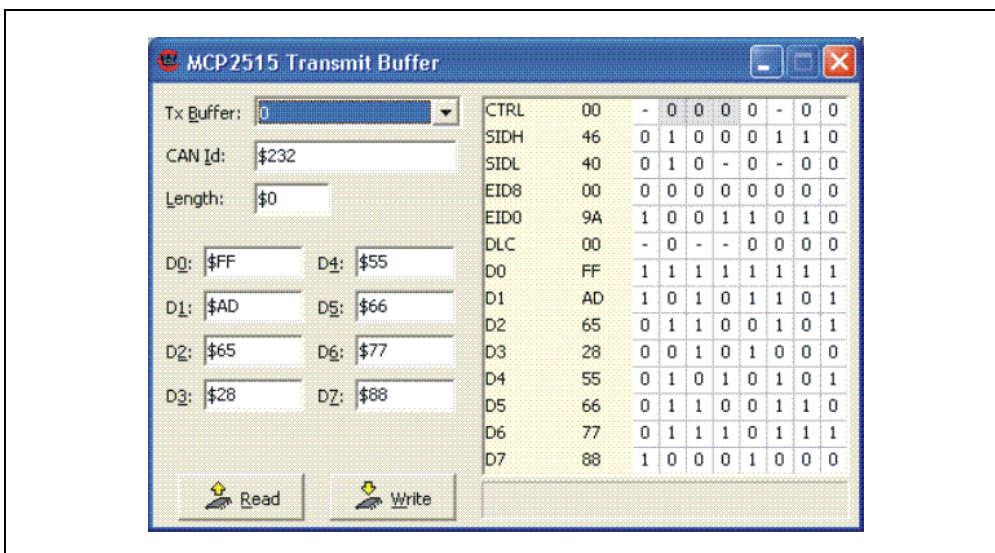 MCP2515 Transmit Buffer
Tx Buffer: 0
CAN Id: $232
Length: $0
D0: $FF D4: $55
D1: $AD D5: $66
D2: $65 D6: $77
D3: $28 D7: $88
Read Write
CTRL 00 - 0 0 0 0 - 0 0
SIDH 46 0 1 0 0 0 1 1 0
SIDL 40 0 1 0 - 0 - 0 0
EID8 00 0 0 0 0 0 0 0 0
EID0 9A 1 0 0 1 1 0 1 0
DLC 00 - 0 - - 0 0 0 0
D0 FF 1 1 1 1 1 1 1 1
D1 AD 1 0 1 0 1 1 0 1
D2 65 0 1 1 0 0 1 0 1
D3 28 0 0 1 0 1 0 0 0
D4 55 0 1 0 1 0 1 0 1
D5 66 0 1 1 0 0 1 1 0
D6 77 0 1 1 1 0 1 1 1
D7 88 1 0 0 0 1 0 0 0